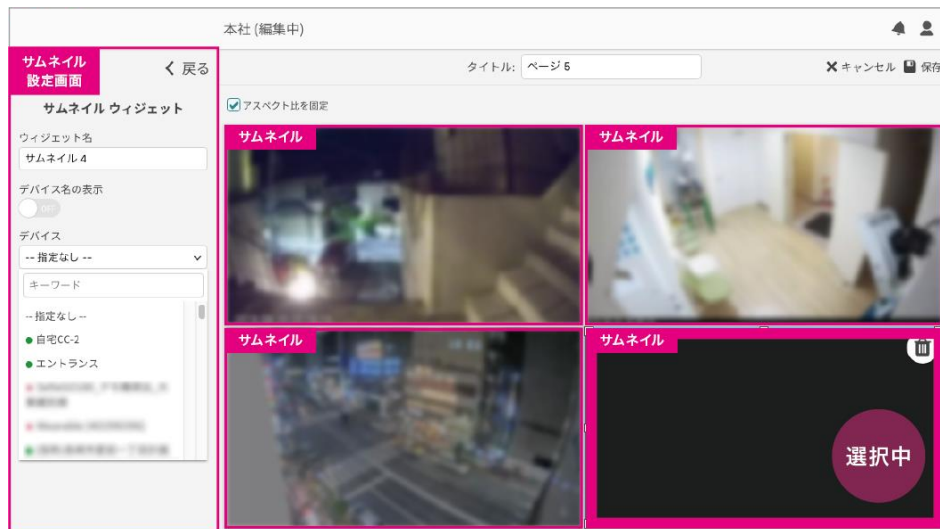 本社 (編集中)
サムネイル
設定画面
戻る
タイトル:
ページ 5
キャンセル
保存
サムネイル ウィジェット
アスペクト比を固定
ウィジェット名
サムネイル 4
デバイス名の表示
OFF
デバイス
-- 指定なし --
キーワード
-- 指定なし --
自宅CC-2
エントランス
サムネイル
サムネイル
サムネイル
サムネイル
選択中